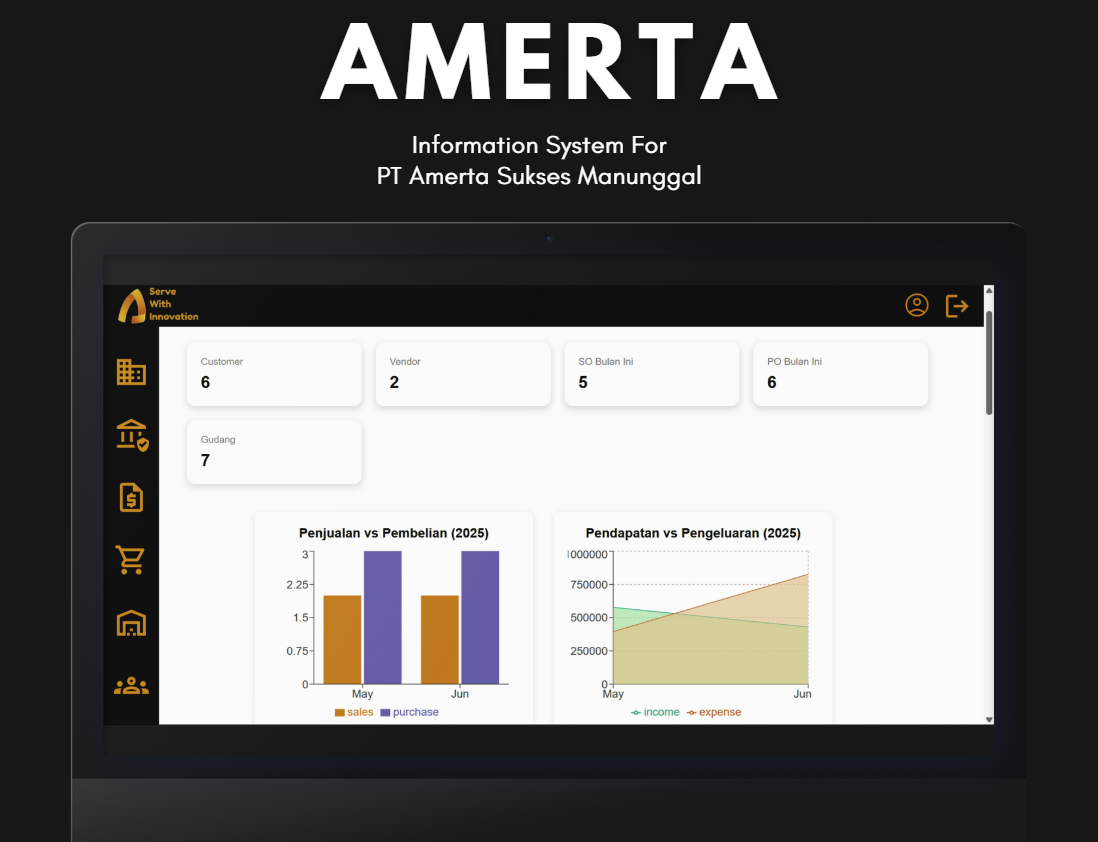 AMERTA
Information System For
PT Amerta Sukses Manunggal
Serve
With
Innovation
Customer
6
Vendor
2
SO Bulan Ini
5
PO Bulan Ini
6
Gudang
7
Penjualan vs Pembelian (2025)
3
2.25
1.5
0.75
0
May
Jun
sales
purchase
Pendapatan vs Pengeluaran (2025)
1000000
750000
500000
250000
0
May
Jun
income
expense